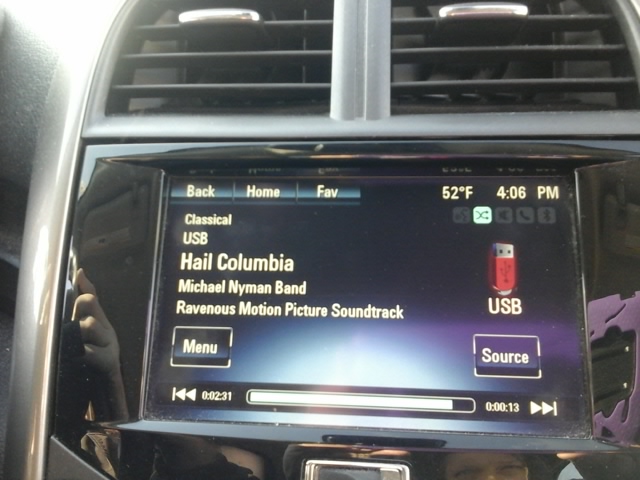 Back Home Fav 52°F 4:06 PM
Classical
USB
Hail Columbia
Michael Nyman Band
Ravenous Motion Picture Soundtrack
USB
Menu
Source
0:02:31 0:00:13